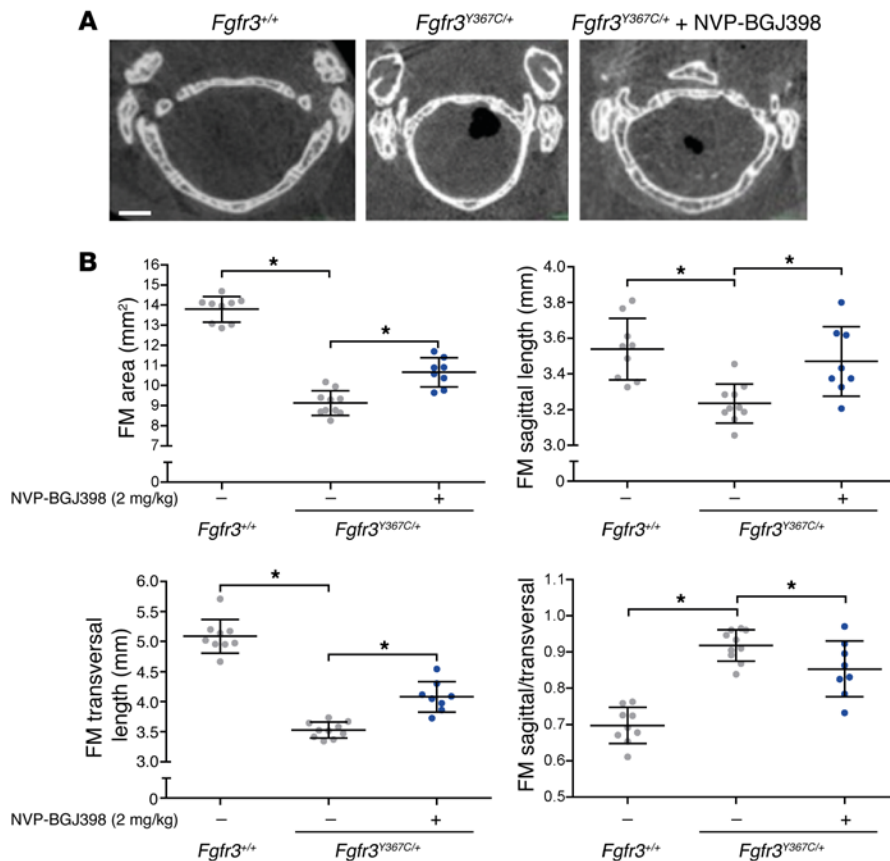 A
Fgfr3+/+ Fgfr3Y367C/+ Fgfr3Y367C/+ + NVP-BGJ398
B
FM area (mm2)
16
15
14
13
12
11
10
9
8
7
0
* *
NVP-BGJ398 (2 mg/kg) – – +
Fgfr3+/+ Fgfr3Y367C/+
FM sagittal length (mm)
4.0
3.8
3.6
3.4
3.2
3.0
0
* *
– – +
Fgfr3+/+ Fgfr3Y367C/+
FM transversal
length (mm)
6.0
5.5
5.0
4.5
4.0
3.5
3.0
0
* *
NVP-BGJ398 (2 mg/kg) – – +
Fgfr3+/+ Fgfr3Y367C/+
FM sagittal/transversal
1.1
1.0
0.9
0.8
0.7
0.6
0.5
* *
– – +
Fgfr3+/+ Fgfr3Y367C/+